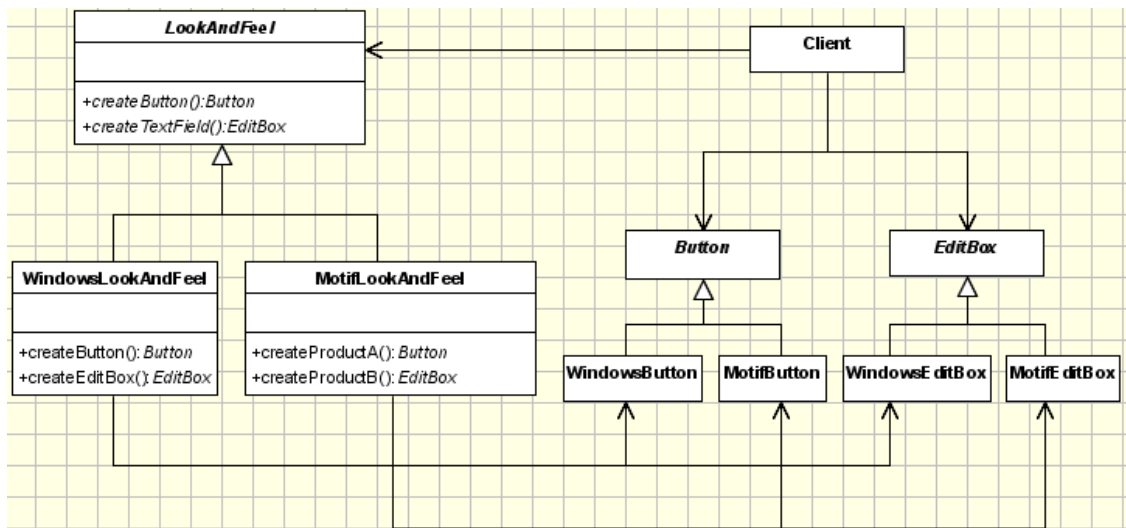 LookAndFeel
+createButton():Button
+createTextField():EditBox
Client
WindowsLookAndFeel
+createButton(): Button
+createEditBox(): EditBox
MotifLookAndFeel
+createProductA(): Button
+createProductB(): EditBox
Button
EditBox
WindowsButton
MotifButton
WindowsEditBox
MotifEditBox